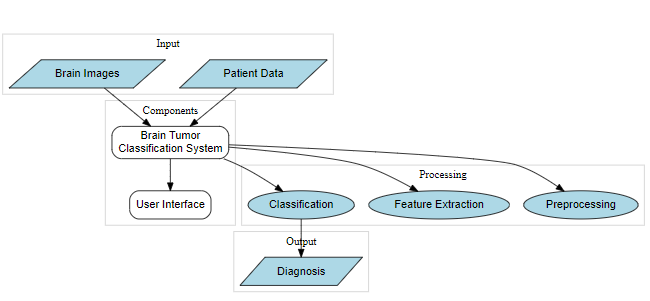 Input
Brain Images
Patient Data
Components
Brain Tumor
Classification System
User Interface
Processing
Classification
Feature Extraction
Preprocessing
Output
Diagnosis